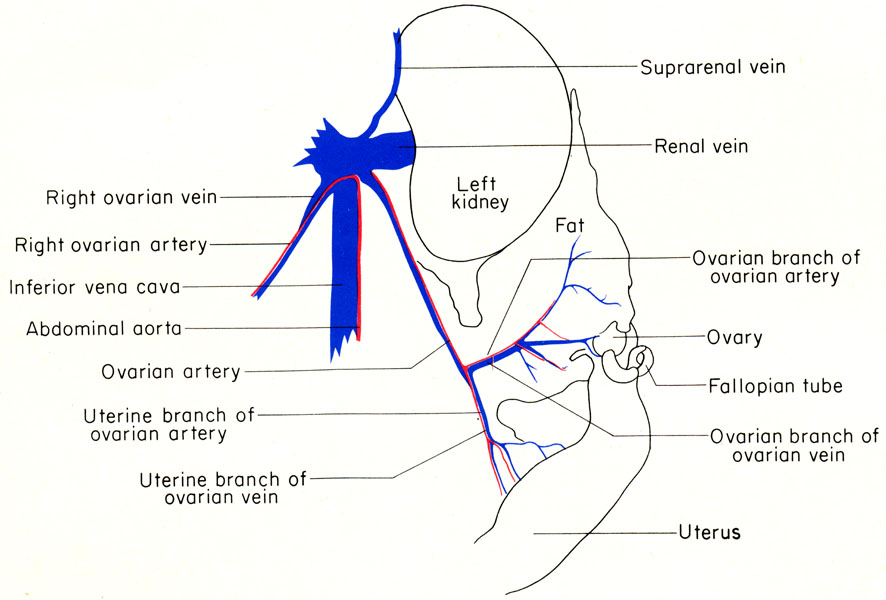 Suprarenal vein
Renal vein
Left
kidney
Right ovarian vein
Fat
Right ovarian artery
Ovarian branch of
ovarian artery
Inferior vena cava
Abdominal aorta
Ovary
Ovarian artery
Fallopian tube
Uterine branch of
ovarian artery
Ovarian branch of
ovarian vein
Uterine branch of
ovarian vein
Uterus